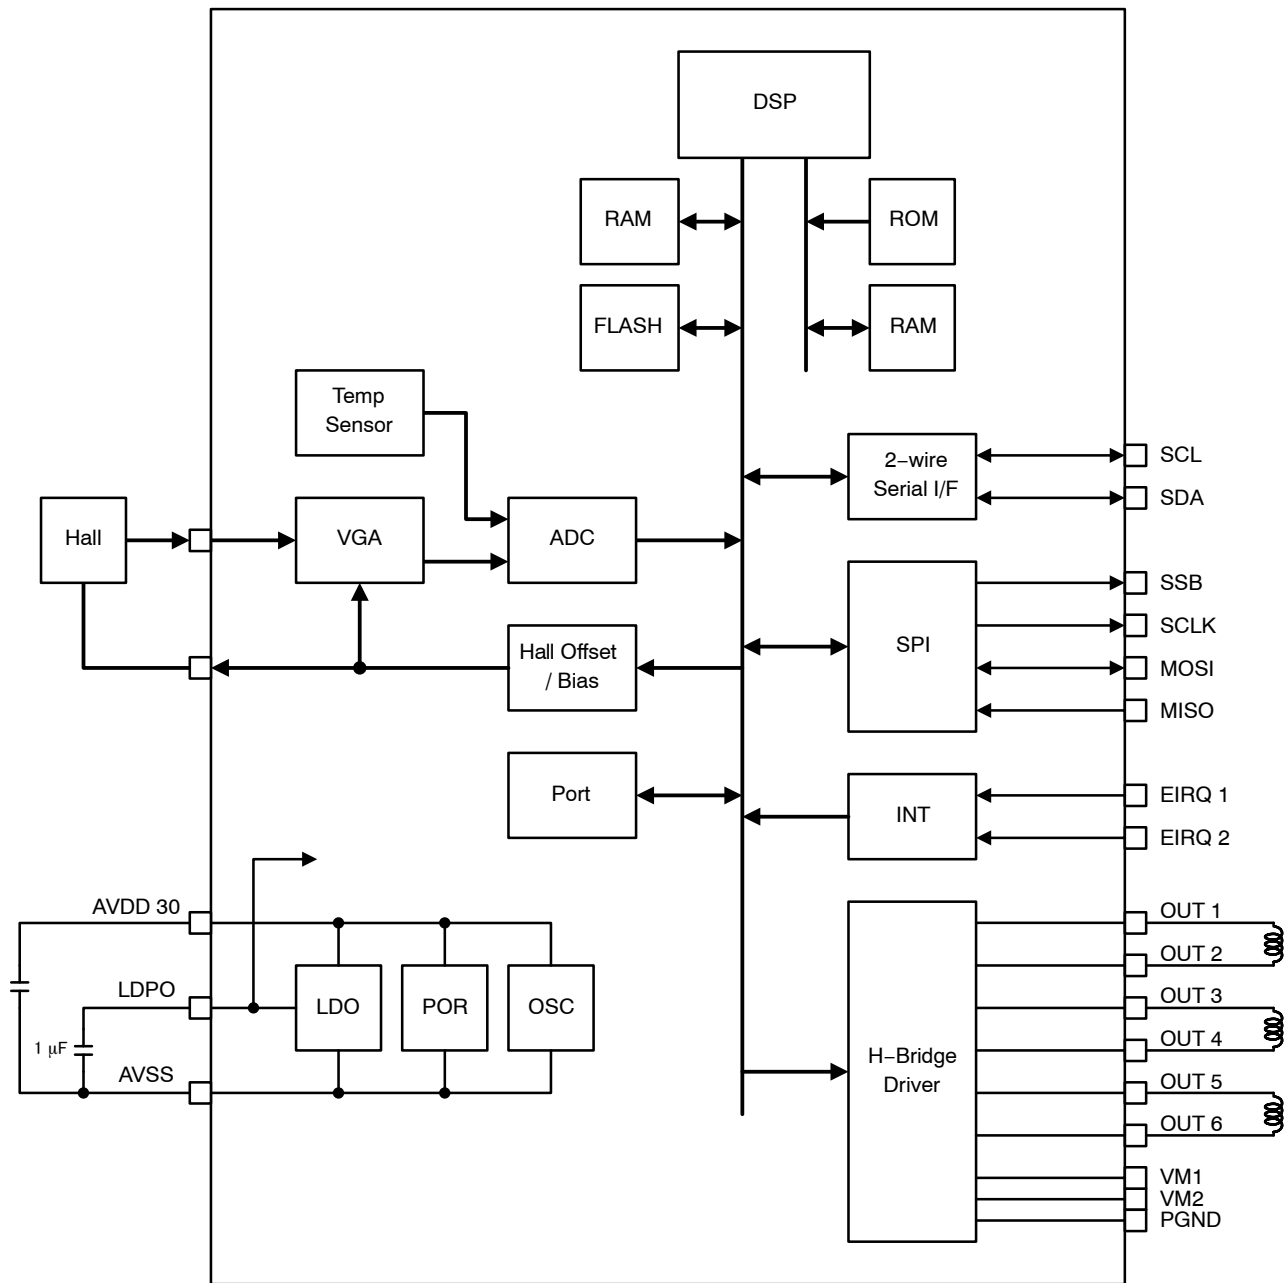 DSP
RAM
ROM
FLASH
RAM
Temp
Sensor
2−wire
Serial I/F
SCL
SDA
Hall
VGA
ADC
SSB
SCLK
SPI
MOSI
MISO
Hall Offset
/ Bias
Port
INT
EIRQ 1
EIRQ 2
AVDD 30
LDPO
1 μF
AVSS
LDO
POR
OSC
H−Bridge
Driver
OUT 1
OUT 2
OUT 3
OUT 4
OUT 5
OUT 6
VM1
VM2
PGND